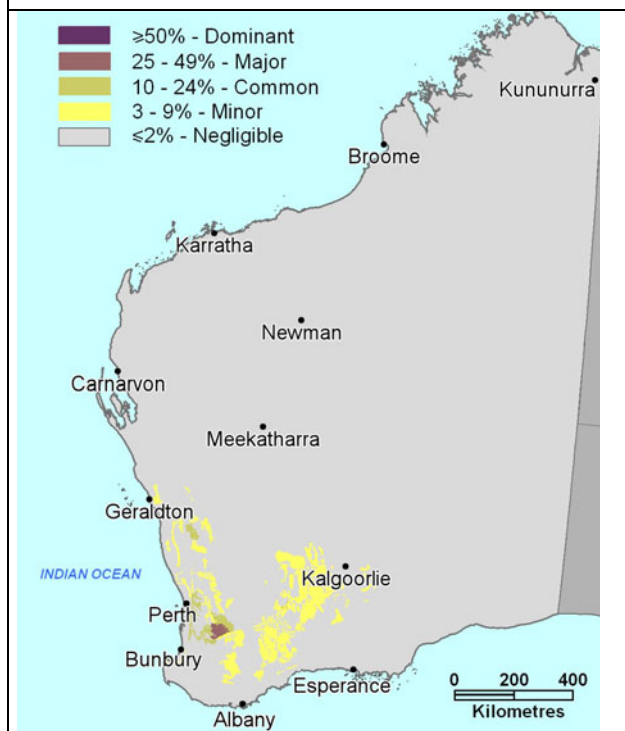 ≥50% - Dominant
25 - 49% - Major
10 - 24% - Common
3 - 9% - Minor
≤2% - Negligible
Kununurra
Broome
Karratha
Newman
Carnarvon
Meekatharra
Geraldton
INDIAN OCEAN
Kalgoorlie
Perth
Bunbury
Esperance
Albany
0 200 400
Kilometres